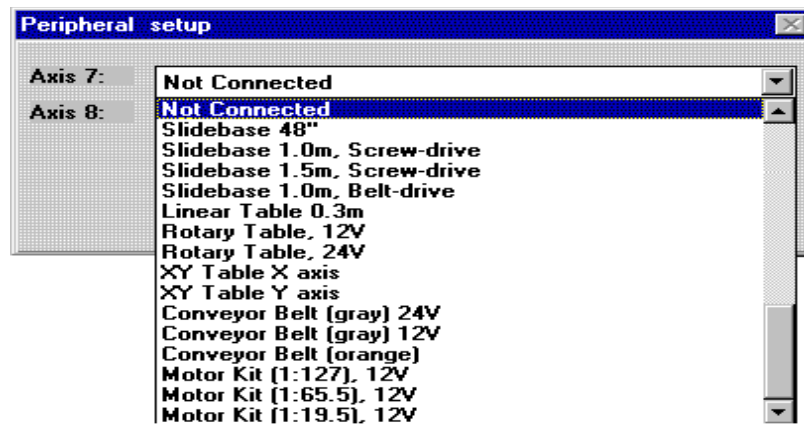 Peripheral setup
Axis 7:
Not Connected
Axis 8:
Not Connected
Slidebase 48"
Slidebase 1.0m, Screw-drive
Slidebase 1.5m, Screw-drive
Slidebase 1.0m, Belt-drive
Linear Table 0.3m
Rotary Table, 12V
Rotary Table, 24V
XY Table X axis
XY Table Y axis
Conveyor Belt (gray) 24V
Conveyor Belt (gray) 12V
Conveyor Belt (orange)
Motor Kit (1:127), 12V
Motor Kit (1:65.5), 12V
Motor Kit (1:19.5), 12V